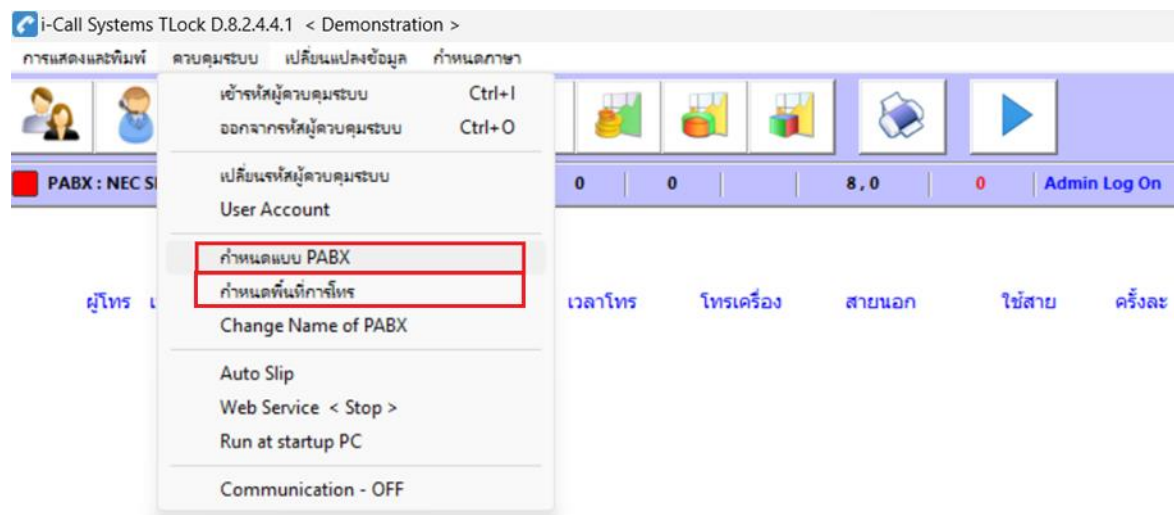 i-Call Systems TLock D.8.2.4.4.1 < Demonstration >
การแสดงและพิมพ์ ควบคุมระบบ เปลี่ยนแปลงข้อมูล กำหนดภาษา
เข้ารหัสผู้ควบคุมระบบ Ctrl+I
ออกจากรหัสผู้ควบคุมระบบ Ctrl+O
เปลี่ยนรหัสผู้ควบคุมระบบ
PABX : NEC 0 0 8 , 0 0 Admin Log On
User Account
กำหนดแบบ PABX
กำหนดพื้นที่การโทร
ผู้โทร เวลาโทร โทรเครื่อง สายนอก ใช้สาย ครั้งละ
Change Name of PABX
Auto Slip
Web Service < Stop >
Run at startup PC
Communication - OFF